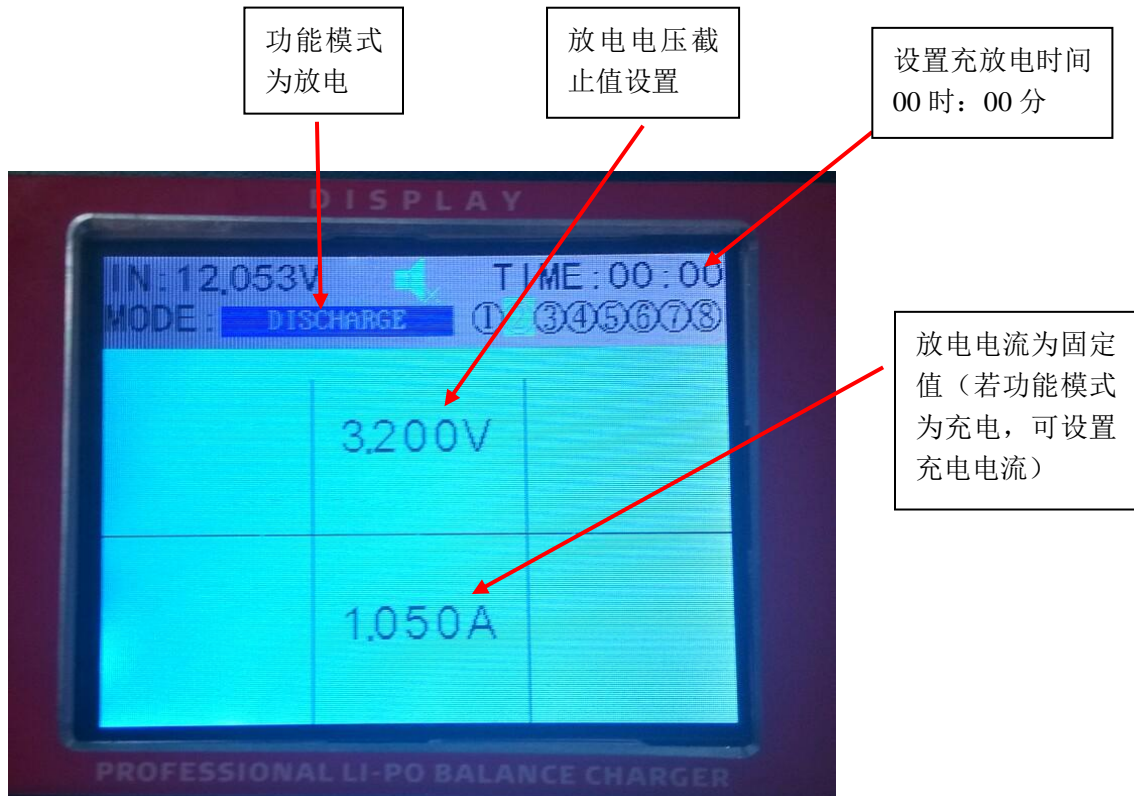 功能模式
为放电
放电电压截
止值设置
设置充放电时间
00 时：00 分
DISPLAY
IN:12.053V
TIME:00:00
MODE: DISCHARGE ①②③④⑤⑥⑦⑧
3.200V
放电电流为固定
值（若功能模式
为充电，可设置
充电电流）
1.050A
PROFESSIONAL LI-PO BALANCE CHARGER